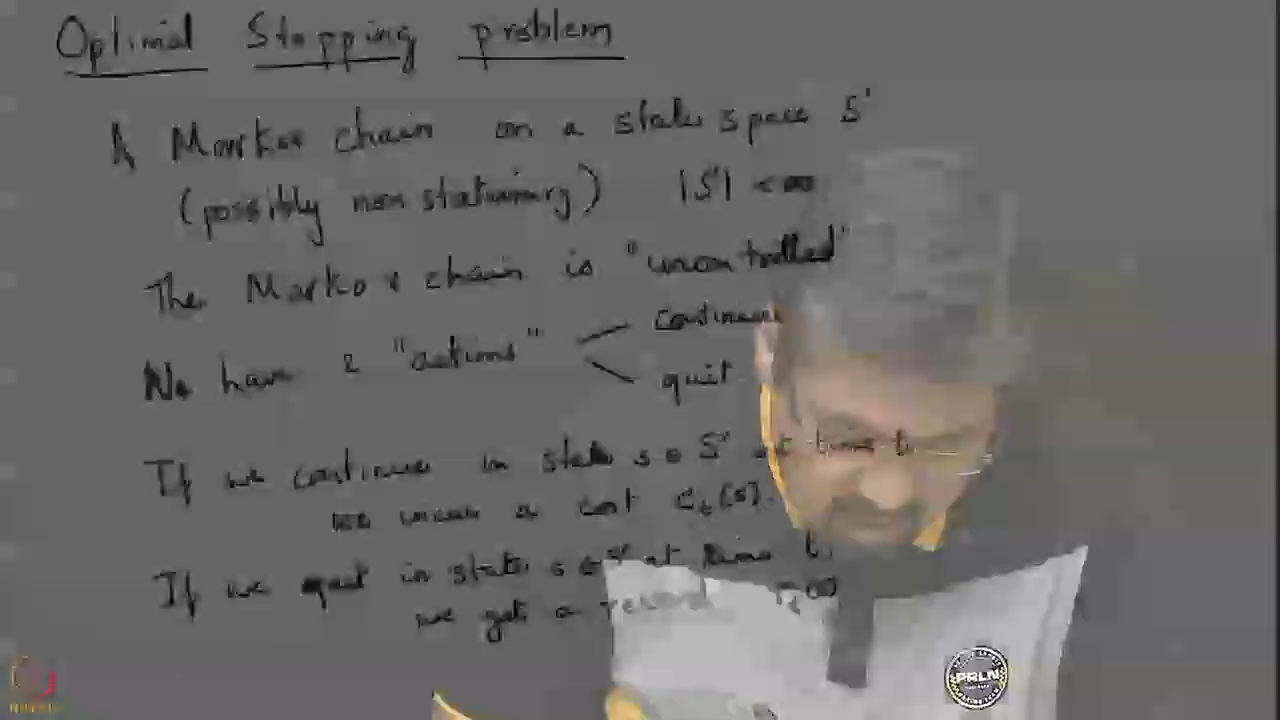 Optimal Stopping problem
A Markov chain on a state space S'
(possibly non stationary) |S'| < ∞
The Markov chain is "uncontrolled"
We have 2 "actions"
continue
quit
If we continue in state s ∈ S' at time t
we incur a cost c_t(s).
If we quit in state s ∈ S' at time t,
we get a
PRLN
NPTEL